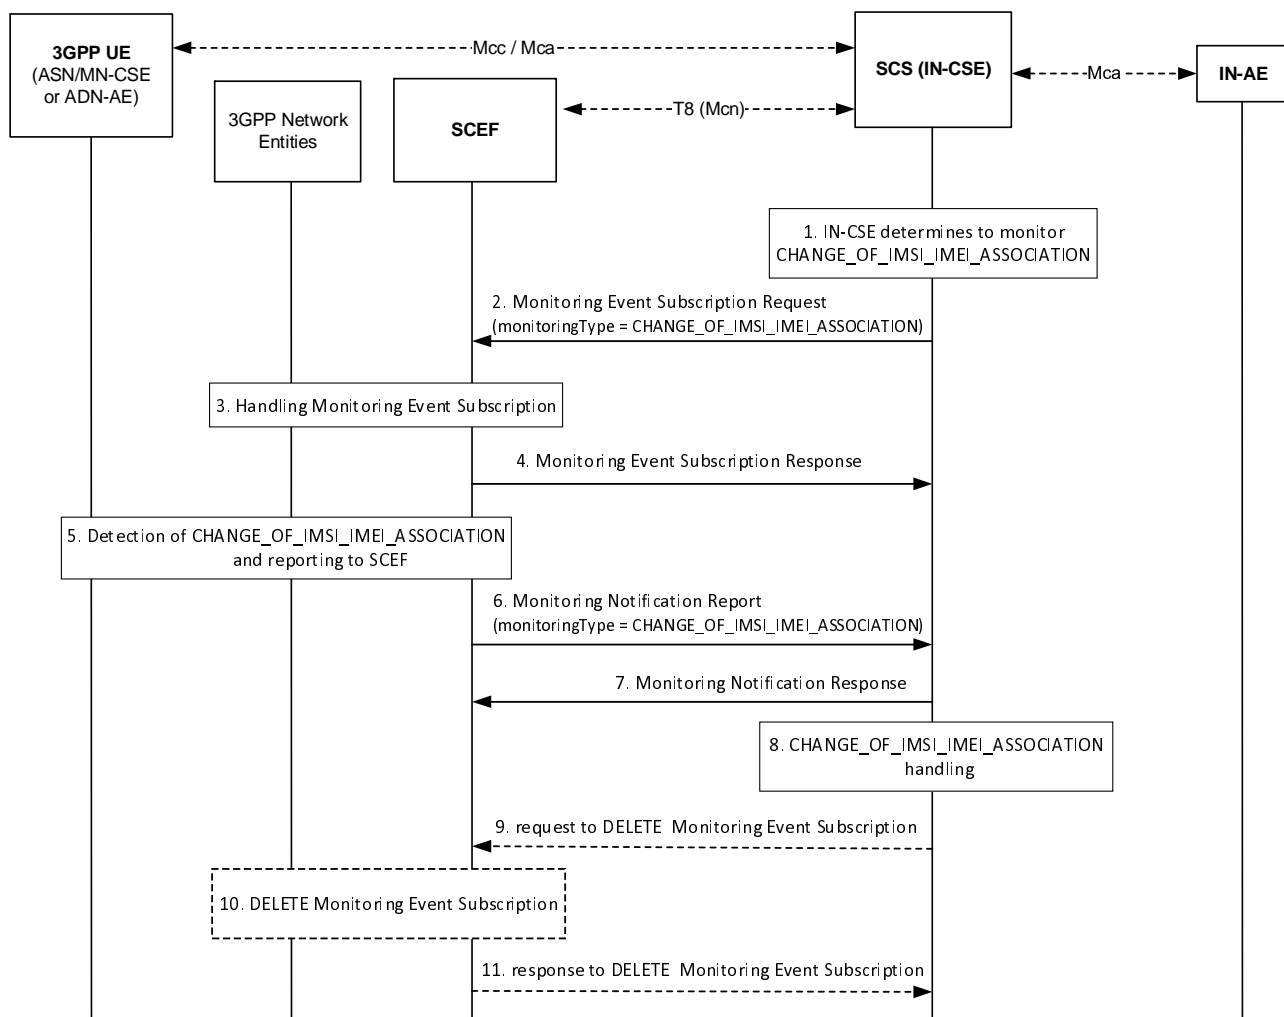 3GPP UE
(ASN/MN-CSE
or ADN-AE)
Mcc / Mca
SCS (IN-CSE)
Mca
IN-AE
3GPP Network
Entities
SCEF
T8 (Mcn)
1. IN-CSE determines to monitor
CHANGE_OF_IMSI_IMEI_ASSOCIATION
2. Monitoring Event Subscription Request
(monitoringType = CHANGE_OF_IMSI_IMEI_ASSOCIATION)
3. Handling Monitoring Event Subscription
4. Monitoring Event Subscription Response
5. Detection of CHANGE_OF_IMSI_IMEI_ASSOCIATION
and reporting to SCEF
6. Monitoring Notification Report
(monitoringType = CHANGE_OF_IMSI_IMEI_ASSOCIATION)
7. Monitoring Notification Response
8. CHANGE_OF_IMSI_IMEI_ASSOCIATION
handling
9. request to DELETE Monitoring Event Subscription
10. DELETE Monitoring Event Subscription
11. response to DELETE Monitoring Event Subscription